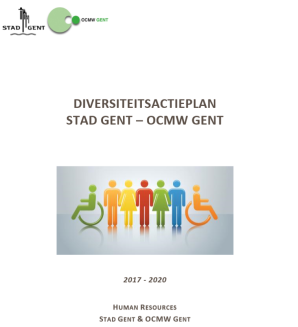 STAD GENT
OCMW GENT
DIVERSITEITSACTIEPLAN
STAD GENT – OCMW GENT
2017 - 2020
HUMAN RESOURCES
STAD GENT & OCMW GENT